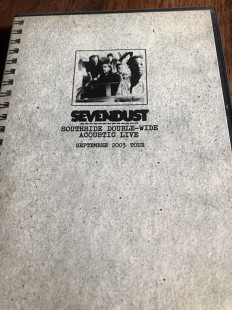 SEVENDUST
SOUTHSIDE DOUBLE-WIDE
ACOUSTIC LIVE
SEPTEMBER 2003 TOUR